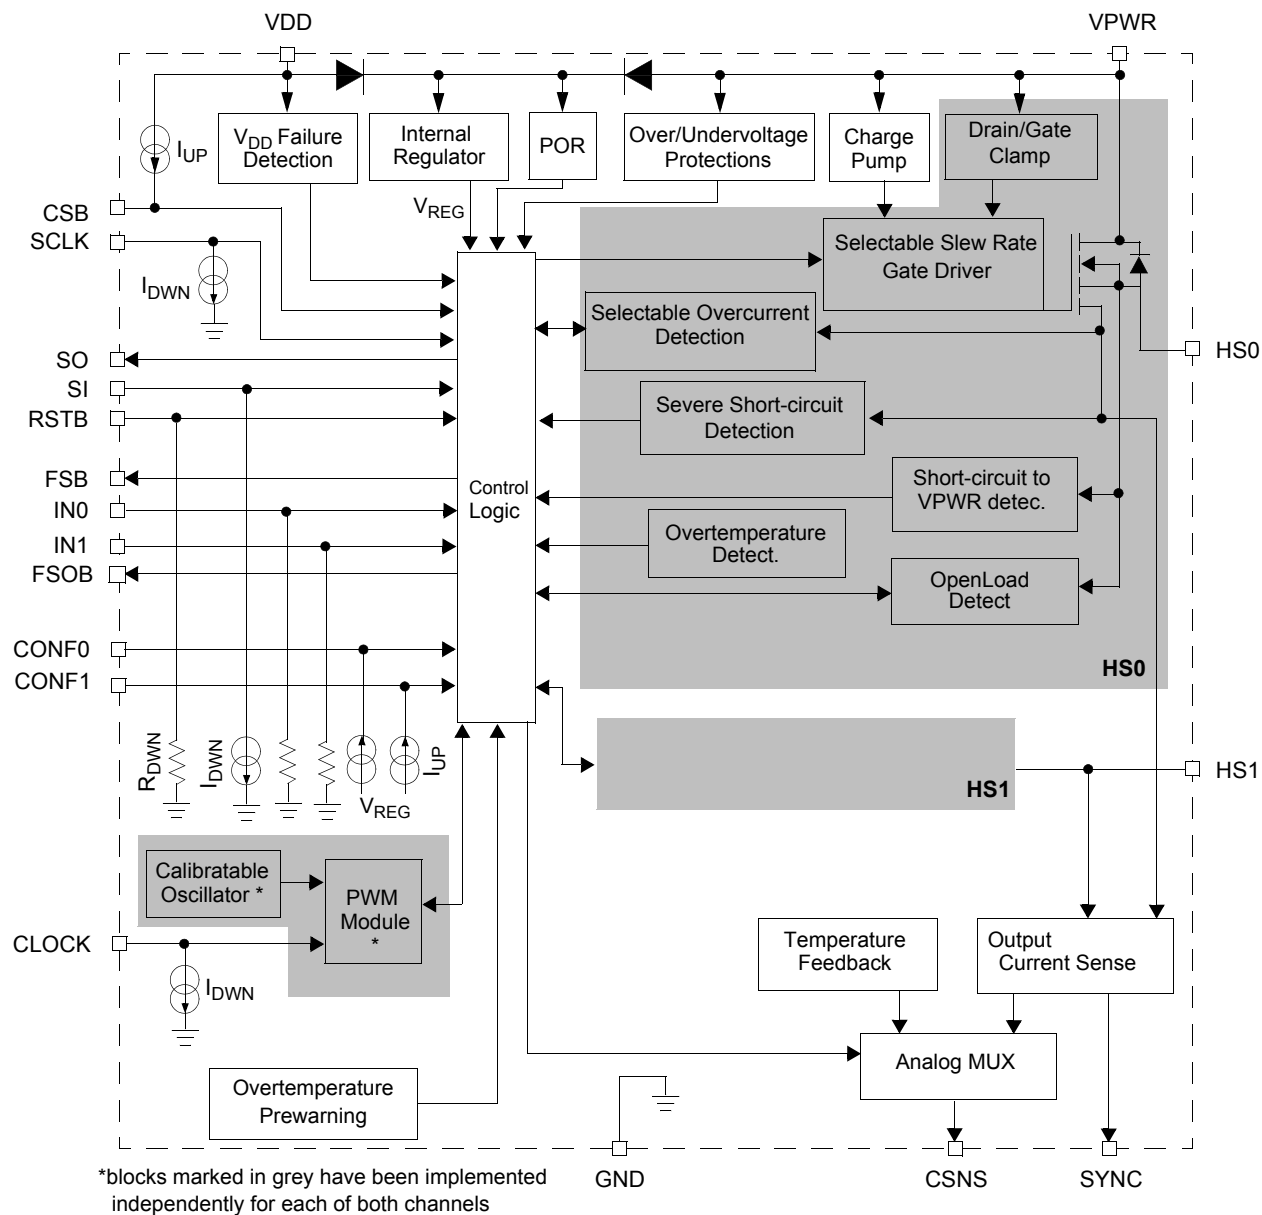 VDD
VPWR
IUP
VDD Failure
Detection
Internal
Regulator
POR
Over/Undervoltage
Protections
Charge
Pump
Drain/Gate
Clamp
VREG
CSB
SCLK
IDWN
Selectable Slew Rate
Gate Driver
Selectable Overcurrent
Detection
SO
SI
RSTB
HS0
Severe Short-circuit
Detection
FSB
IN0
IN1
FSOB
Control
Logic
Short-circuit to
VPWR detec.
Overtemperature
Detect.
OpenLoad
Detect
CONF0
CONF1
HS0
RDWN
IDWN
VREG
IUP
HS1
HS1
Calibratable
Oscillator *
PWM
Module
*
CLOCK
IDWN
Temperature
Feedback
Output
Current Sense
Analog MUX
Overtemperature
Prewarning
GND
CSNS
SYNC
*blocks marked in grey have been implemented
independently for each of both channels